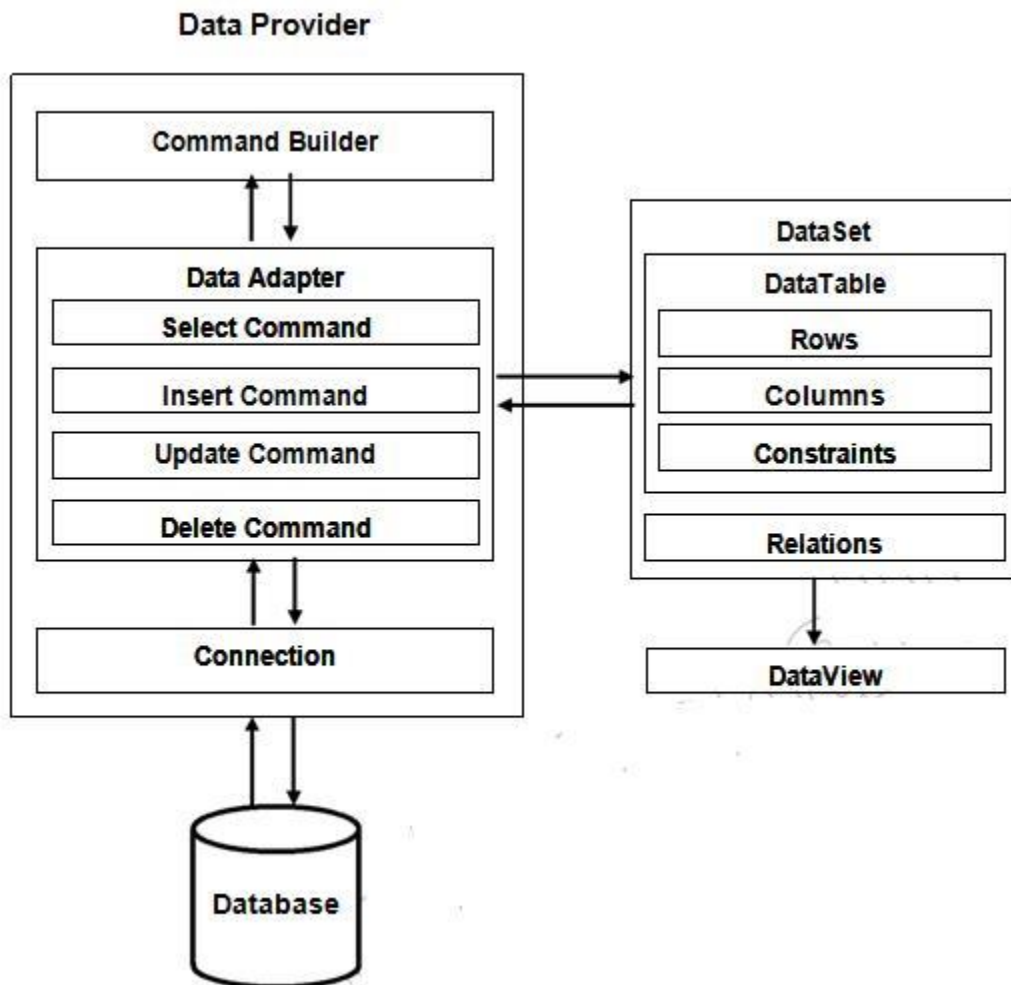 Data Provider
Command Builder
Data Adapter
Select Command
Insert Command
Update Command
Delete Command
Connection
Database
DataSet
DataTable
Rows
Columns
Constraints
Relations
DataView